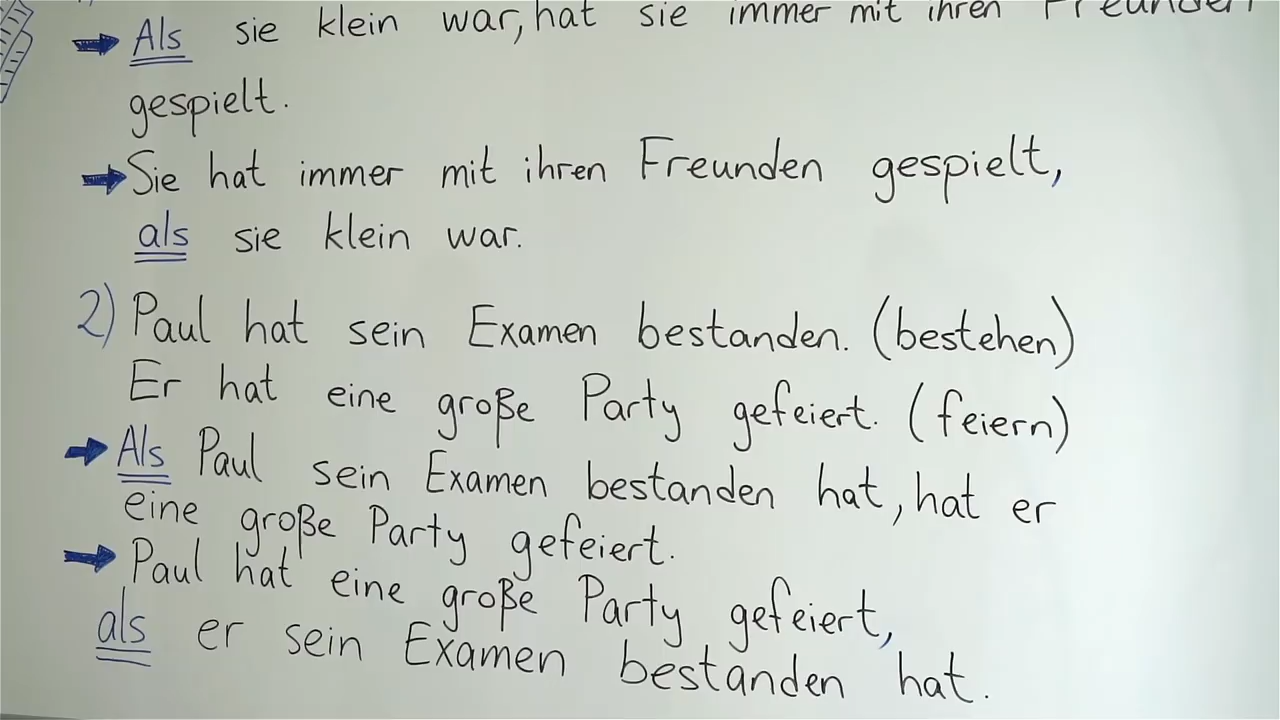 ➡ Als sie klein war, hat sie immer mit ihren Freunden
gespielt.
➡ Sie hat immer mit ihren Freunden gespielt,
als sie klein war.
2) Paul hat sein Examen bestanden. (bestehen)
Er hat eine große Party gefeiert. (feiern)
➡ Als Paul sein Examen bestanden hat, hat er
eine große Party gefeiert.
➡ Paul hat eine große Party gefeiert,
als er sein Examen bestanden hat.